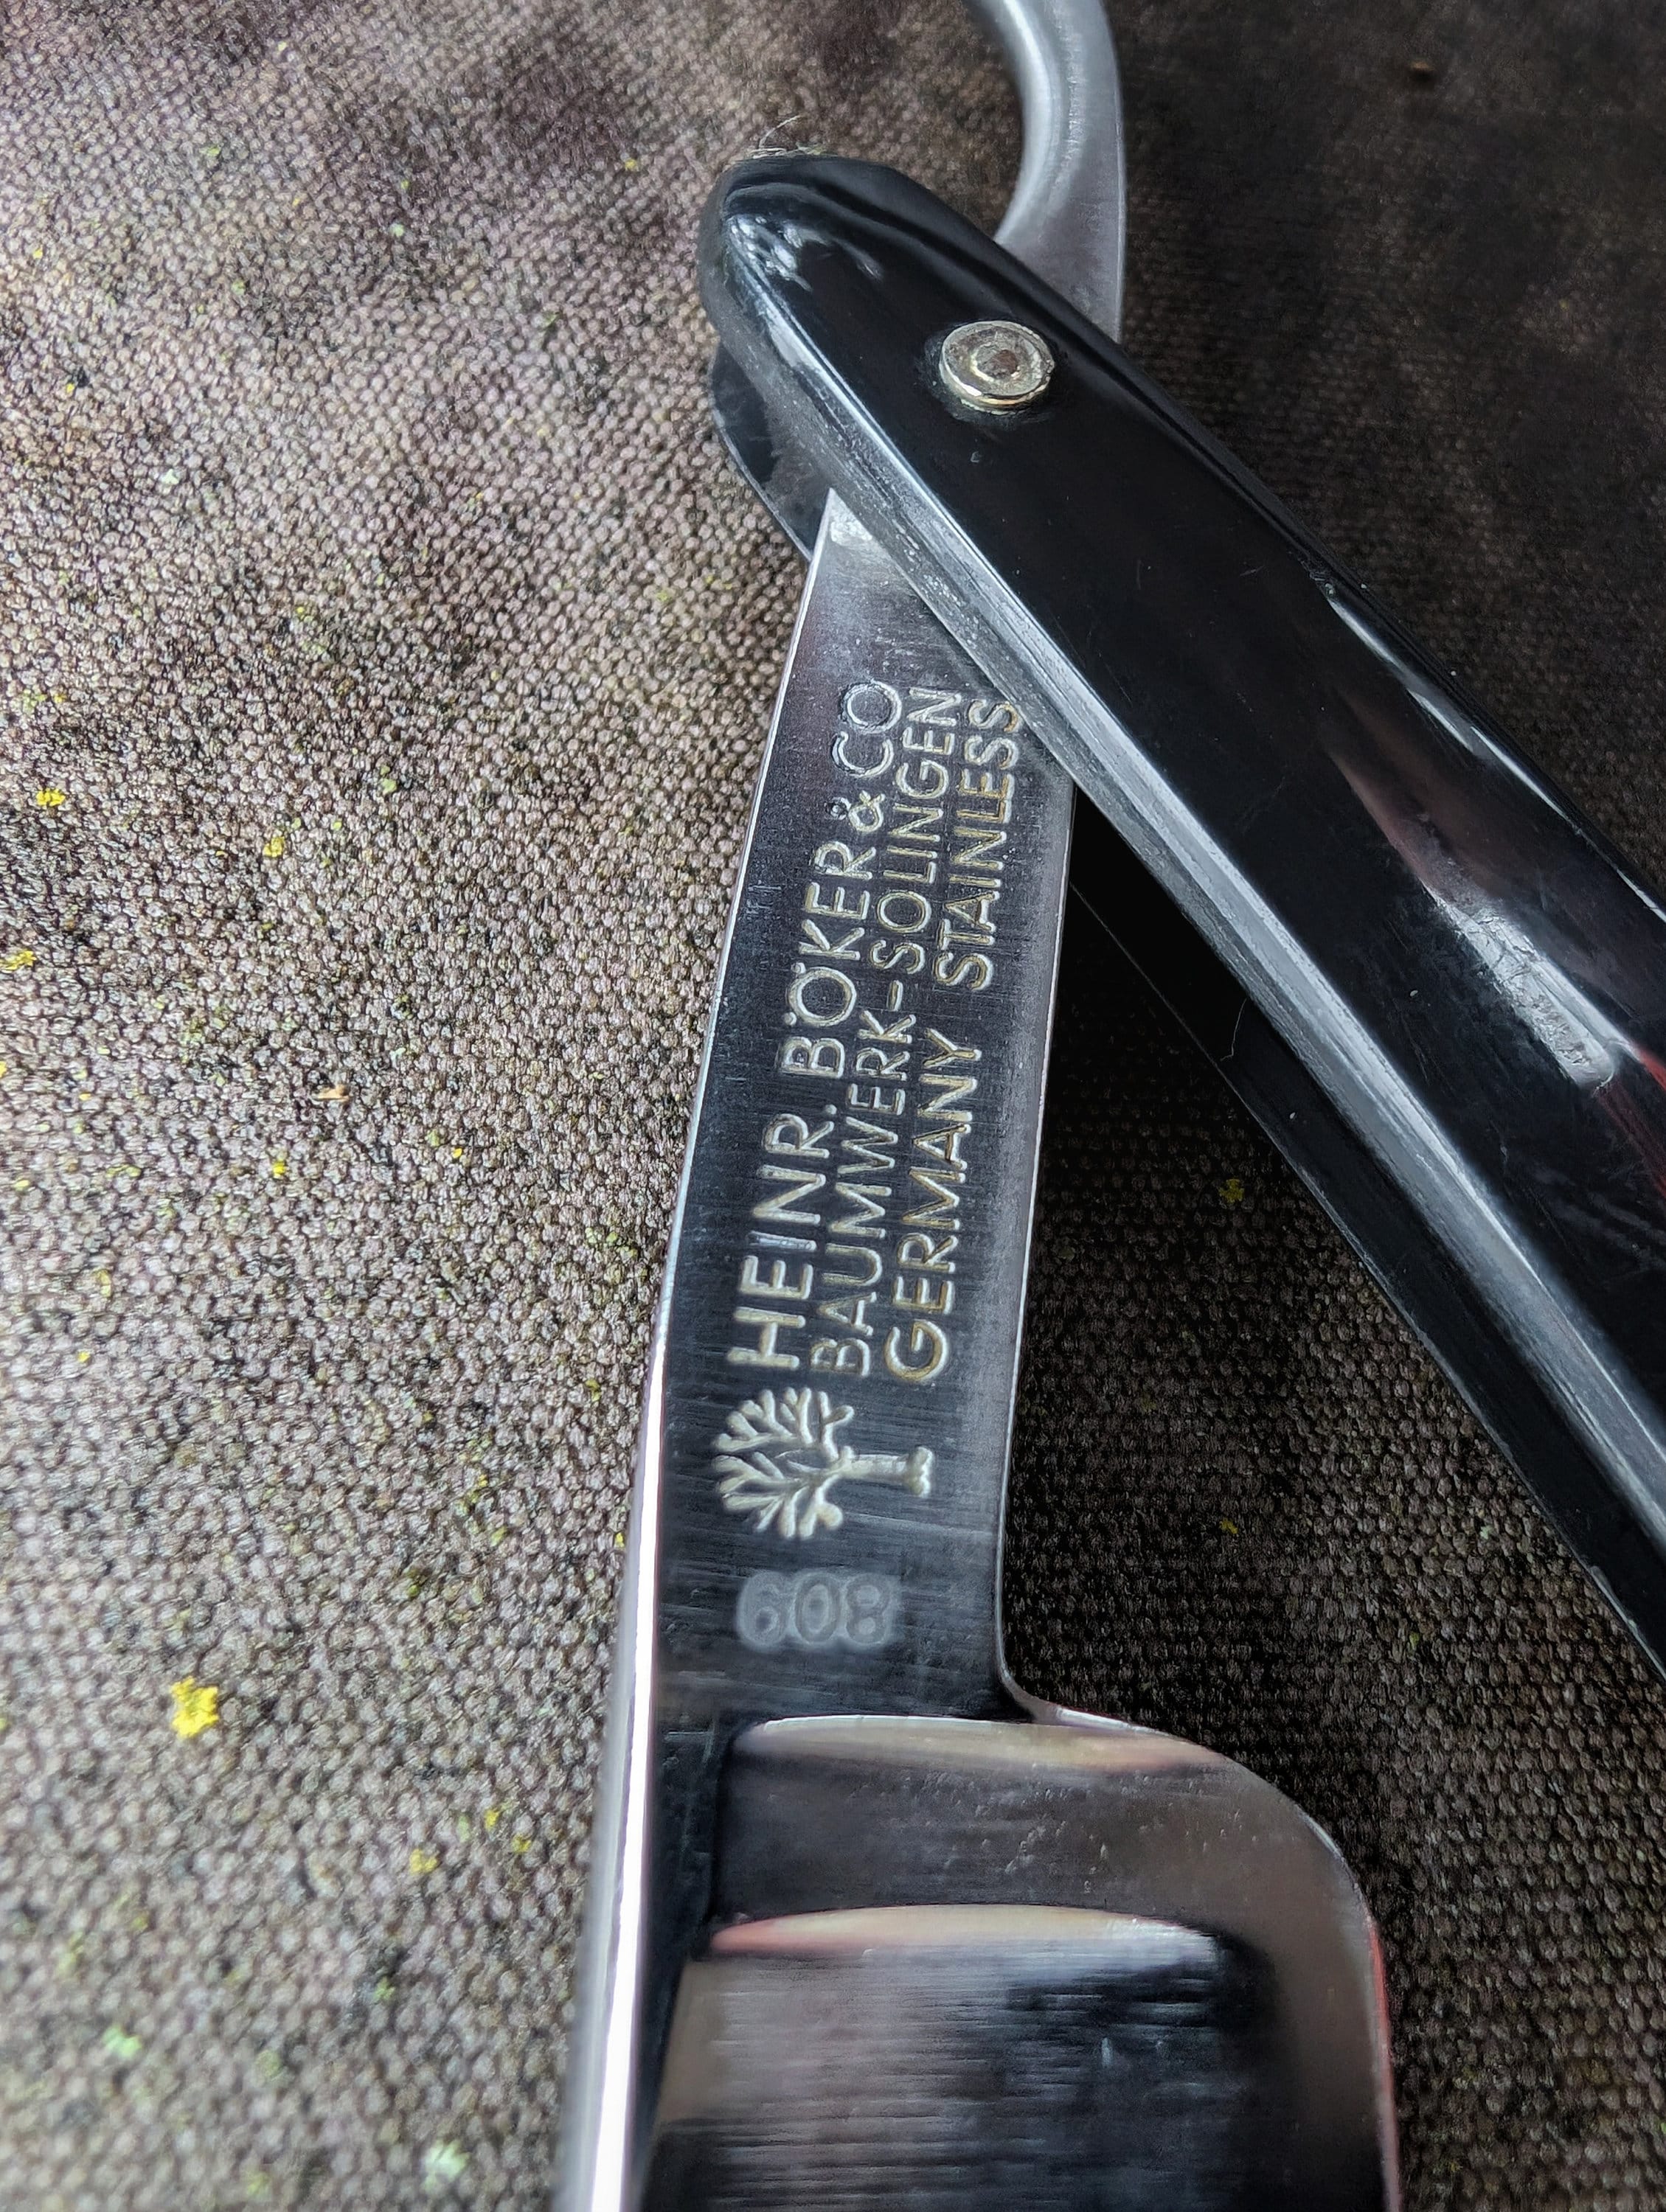 HEINR. BÖKER & CO
BAUMWERK-SOLINGEN
GERMANY STAINLESS
608